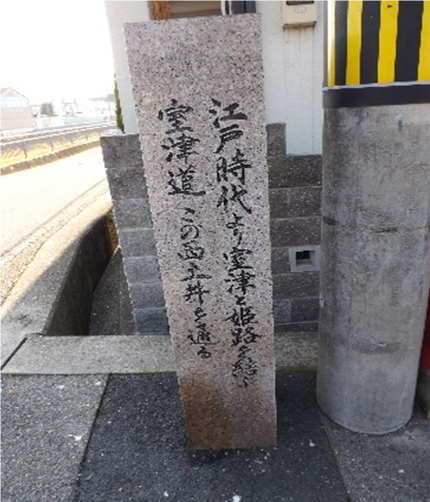 江戸時代より室津と姫路を結ぶ
室津道 この西土井を通る